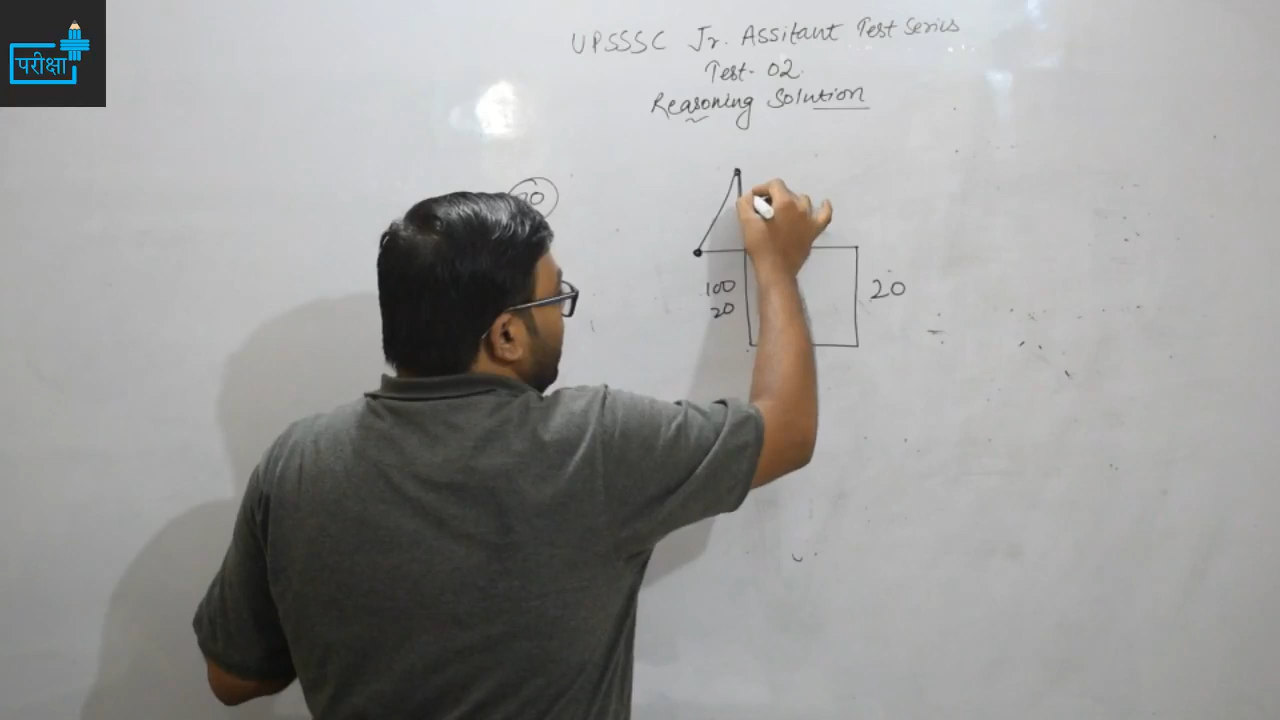 परीक्षा
UPSSSC Jr. Assitant Test Series
Test- 02.
Reasoning Solution
100
20
20